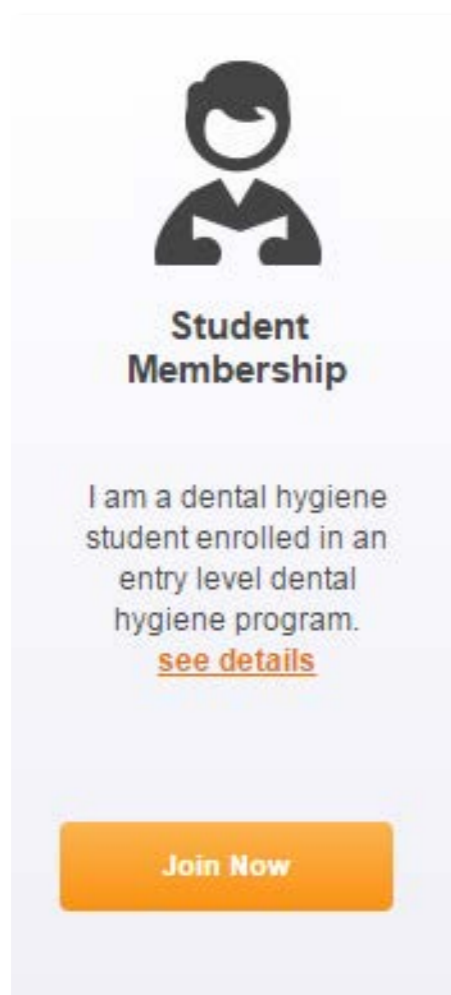 Student
Membership
I am a dental hygiene
student enrolled in an
entry level dental
hygiene program.
see details
Join Now